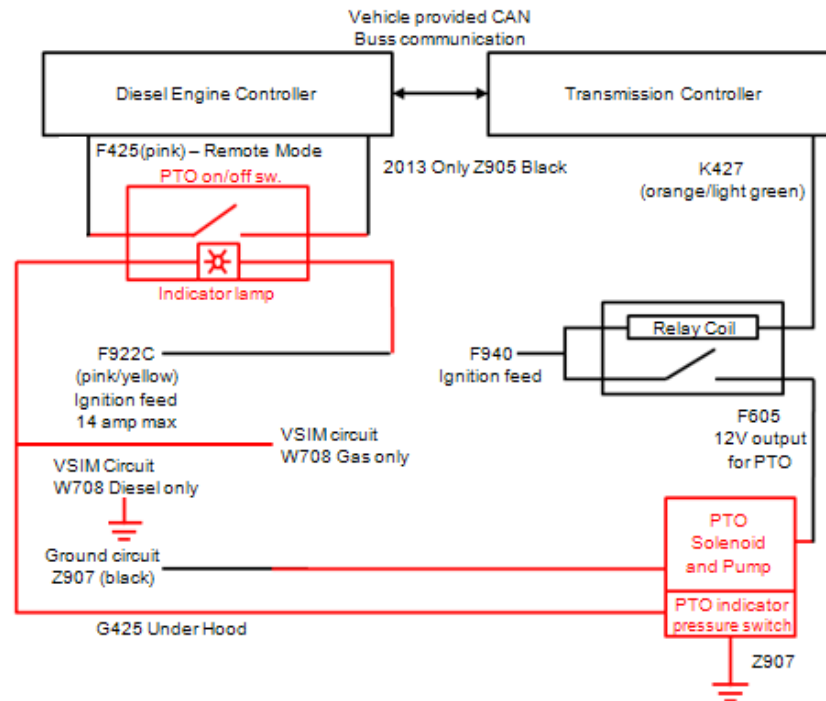 Vehicle provided CAN
Buss communication
Diesel Engine Controller
Transmission Controller
F425(pink) – Remote Mode
PTO on/off sw.
2013 Only Z905 Black
K427
(orange/light green)
Indicator lamp
Relay Coil
F922C
(pink/yellow)
Ignition feed
14 amp max
F940
Ignition feed
F605
12V output
for PTO
VSIM circuit
W708 Gas only
VSIM Circuit
W708 Diesel only
PTO
Solenoid
and Pump
Ground circuit
Z907 (black)
PTO indicator
pressure switch
G425 Under Hood
Z907